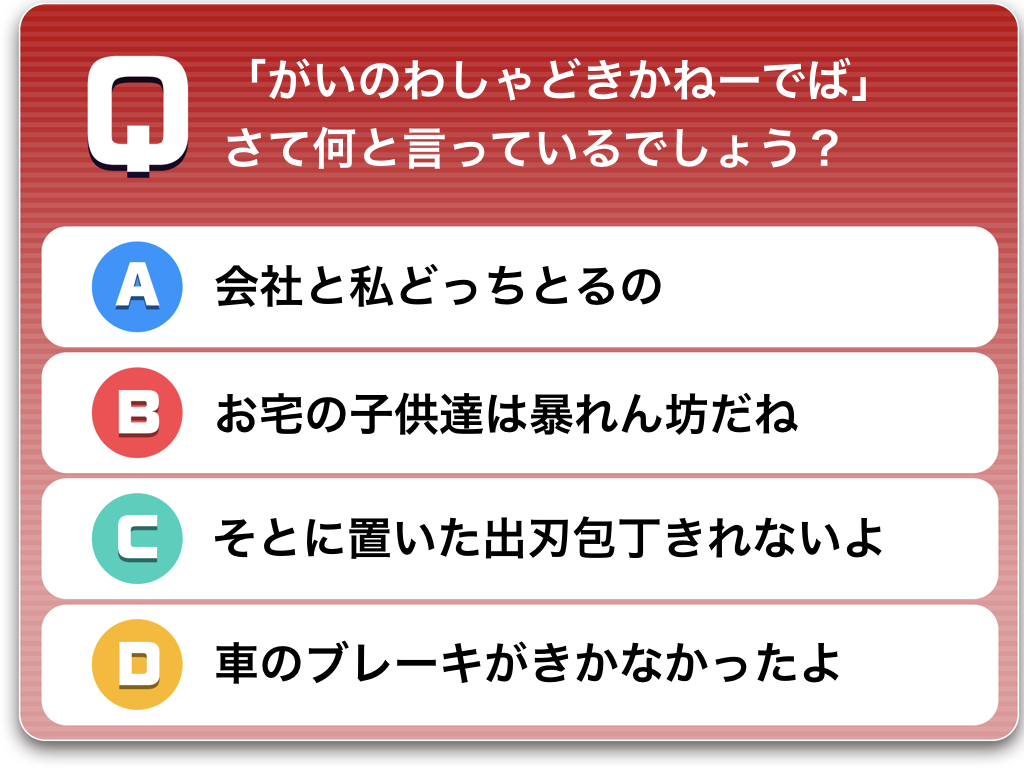 Q
「がいのわしゃどきかねーでば」
さて何と言っているでしょう？
A 会社と私どっちとるの
B お宅の子供達は暴れん坊だね
C そとに置いた出刃包丁きれないよ
D 車のブレーキがきかなかったよ